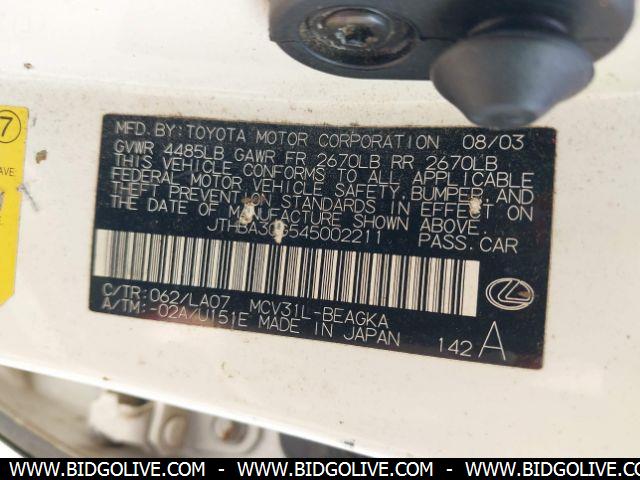 7
AVE
MFD. BY: TOYOTA MOTOR CORPORATION 08/03
GVWR 4485LB GAWR FR 2670LB RR 2670LB
THIS VEHICLE CONFORMS TO ALL APPLICABLE
FEDERAL MOTOR VEHICLE SAFETY, BUMPER, AND
THEFT PREVENTION STANDARDS IN EFFECT ON
THE DATE OF MANUFACTURE SHOWN ABOVE.
PASS. CAR
C/TR: 062/LA07 MCV31L-BEAGKA
A/TM: -02A/U151E MADE IN JAPAN
142 A
WWW.BIDGOLIVE.COM - WWW.BIDGOLIVE.COM - WWW.BIDGOLIVE.COM